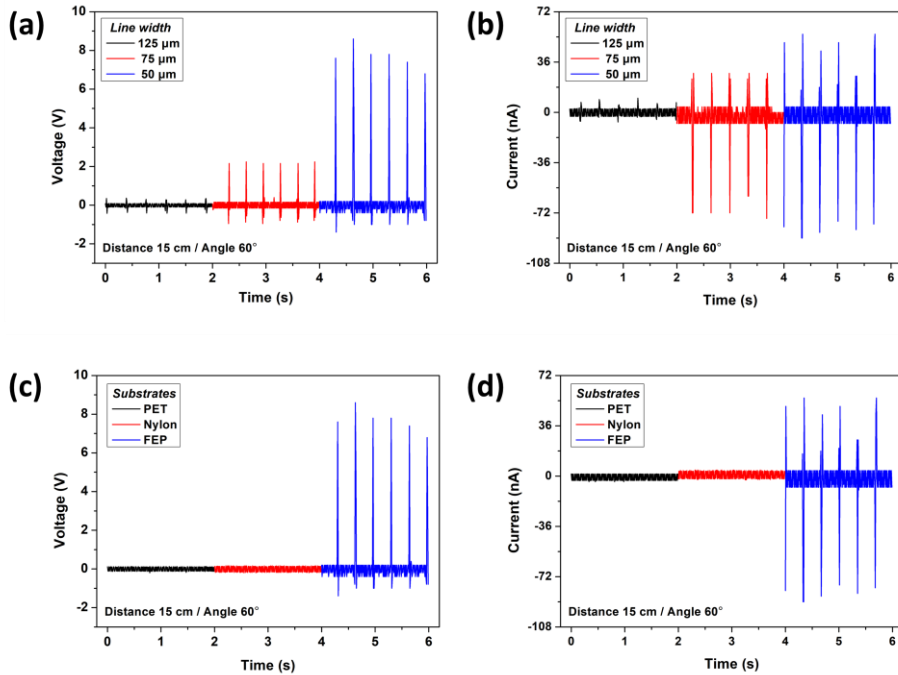 (a)
Line width
125 µm
75 µm
50 µm
10
8
6
4
2
0
-2
Voltage (V)
Distance 15 cm / Angle 60°
0 1 2 3 4 5 6
Time (s)
(b)
Line width
125 µm
75 µm
50 µm
72
36
0
-36
-72
-108
Current (nA)
Distance 15 cm / Angle 60°
0 1 2 3 4 5 6
Time (s)
(c)
Substrates
PET
Nylon
FEP
10
8
6
4
2
0
-2
Voltage (V)
Distance 15 cm / Angle 60°
0 1 2 3 4 5 6
Time (s)
(d)
Substrates
PET
Nylon
FEP
72
36
0
-36
-72
-108
Current (nA)
Distance 15 cm / Angle 60°
0 1 2 3 4 5 6
Time (s)